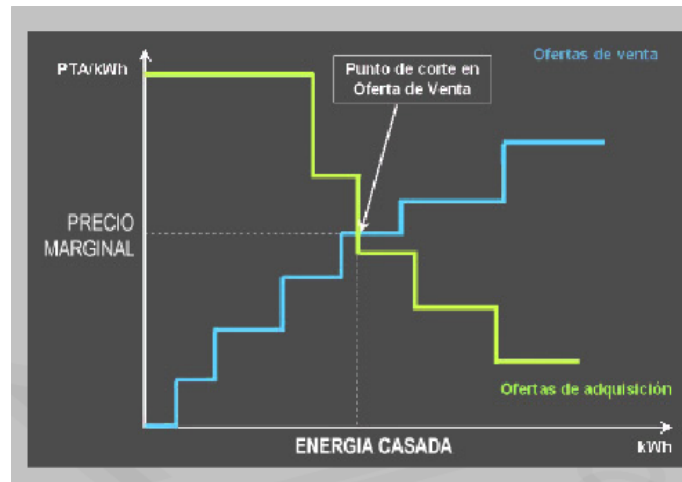 Ofertas de venta
PTA/kWh
Punto de corte en
Oferta de Venta
PRECIO
MARGINAL
Ofertas de adquisición
ENERGIA CASADA
kWh